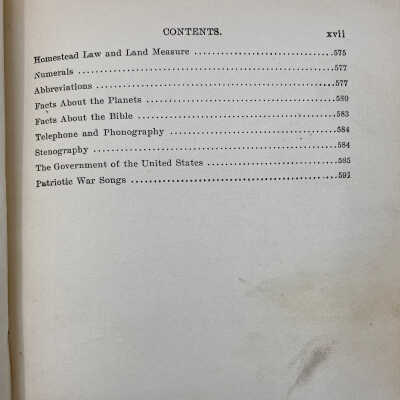 CONTENTS. xvii
Homestead Law and Land Measure ........................575
Numerals ........................577
Abbreviations ........................577
Facts About the Planets ........................580
Facts About the Bible ........................583
Telephone and Phonography ........................584
Stenography ........................584
The Government of the United States ........................585
Patriotic War Songs ........................591